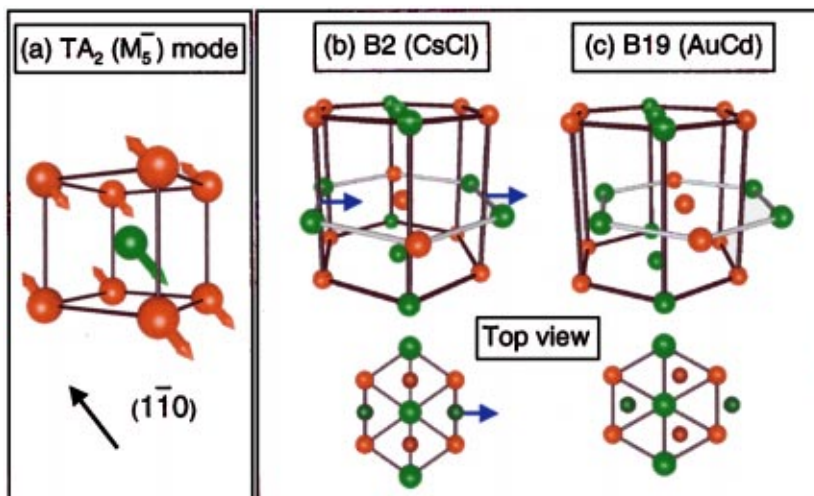 (a) TA₂ (M₅⁻) mode
(11̄0)
(b) B2 (CsCl)
(c) B19 (AuCd)
Top view